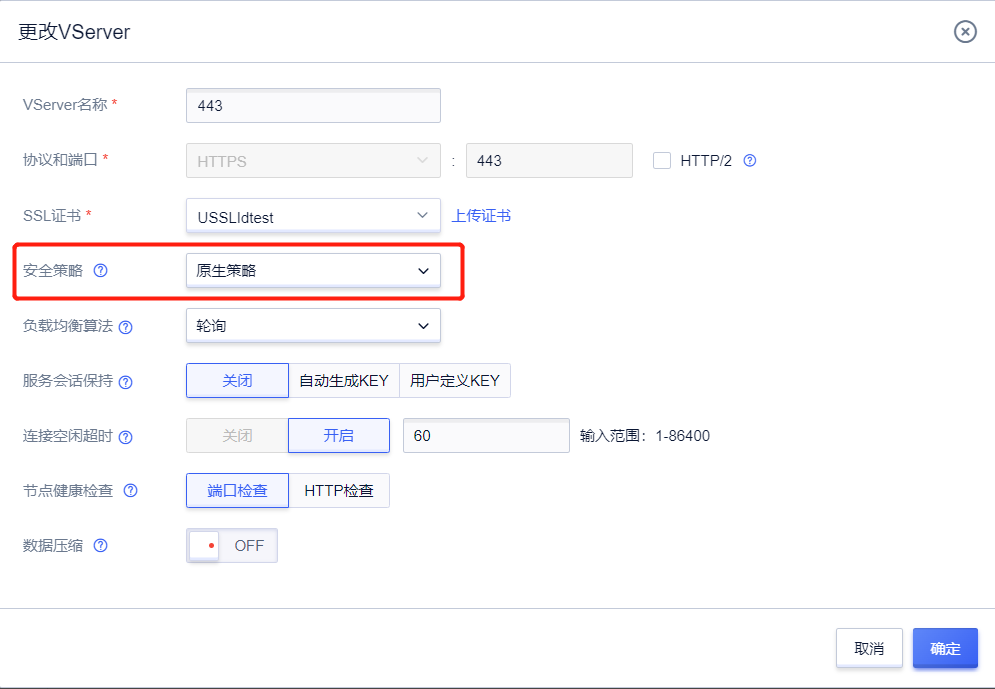 更改VServer
VServer名称 * 443
协议和端口 * HTTPS : 443 HTTP/2 ?
SSL证书 * USSLIdtest 上传证书
安全策略 ? 原生策略
负载均衡算法 ? 轮询
服务会话保持 ? 关闭 自动生成KEY 用户定义KEY
连接空闲超时 ? 关闭 开启 60 输入范围：1-86400
节点健康检查 ? 端口检查 HTTP检查
数据压缩 ? OFF
取消 确定